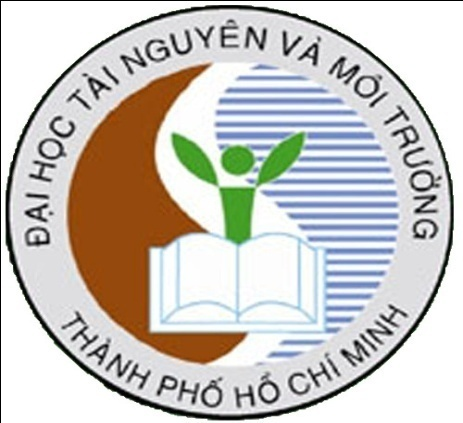 ĐẠI HỌC TÀI NGUYÊN VÀ MÔI TRƯỜNG
THÀNH PHỐ HỒ CHÍ MINH